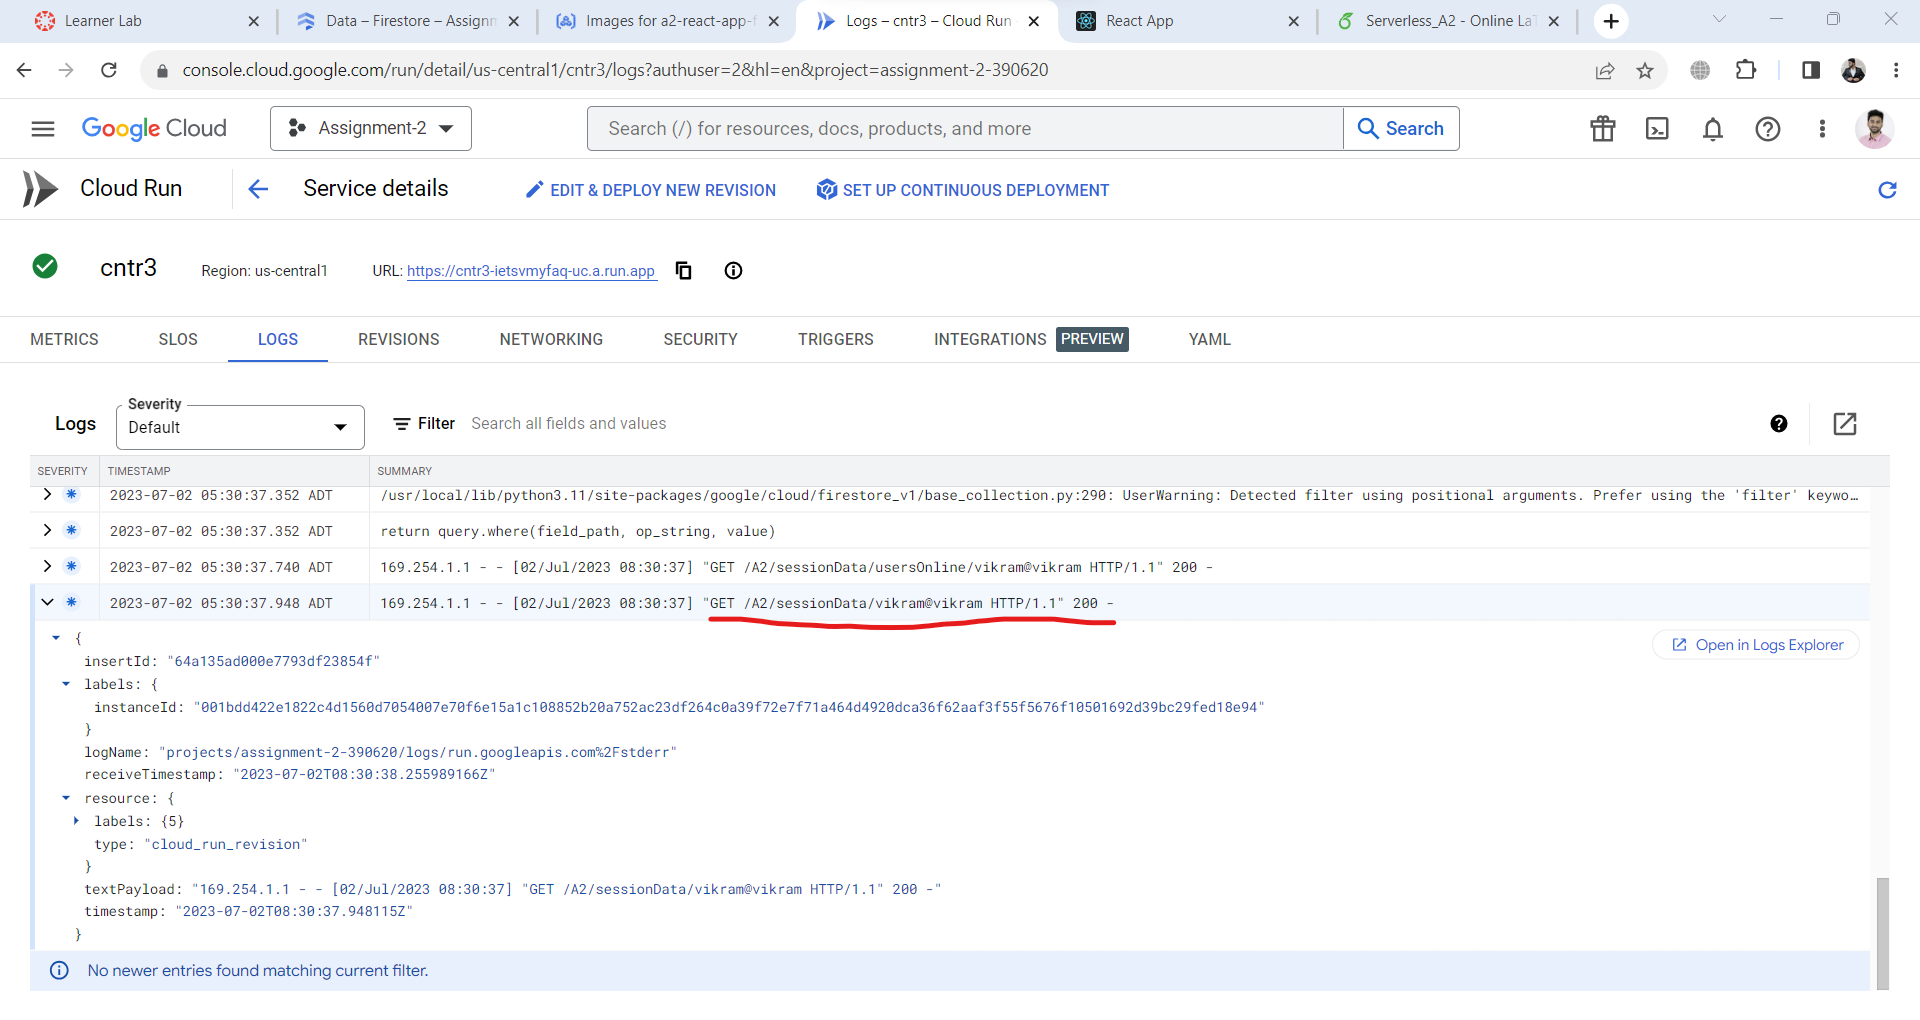 Learner Lab
Data – Firestore – Assignm
Images for a2-react-app-f
Logs – cntr3 – Cloud Run
React App
Serverless_A2 - Online LaT
console.cloud.google.com/run/detail/us-central1/cntr3/logs?authuser=2&hl=en&project=assignment-2-390620
Google Cloud
Assignment-2
Search (/) for resources, docs, products, and more
Search
Cloud Run
Service details
EDIT & DEPLOY NEW REVISION
SET UP CONTINUOUS DEPLOYMENT
cntr3
Region: us-central1
URL: https://cntr3-ietsvmyfaq-uc.a.run.app
METRICS
SLOS
LOGS
REVISIONS
NETWORKING
SECURITY
TRIGGERS
INTEGRATIONS PREVIEW
YAML
Logs
Severity
Default
Filter
Search all fields and values
SEVERITY TIMESTAMP SUMMARY
2023-07-02 05:30:37.352 ADT /usr/local/lib/python3.11/site-packages/google/cloud/firestore_v1/base_collection.py:290: UserWarning: Detected filter using positional arguments. Prefer using the 'filter' keywo…
2023-07-02 05:30:37.352 ADT return query.where(field_path, op_string, value)
2023-07-02 05:30:37.740 ADT 169.254.1.1 - - [02/Jul/2023 08:30:37] "GET /A2/sessionData/usersOnline/vikram@vikram HTTP/1.1" 200 -
2023-07-02 05:30:37.948 ADT 169.254.1.1 - - [02/Jul/2023 08:30:37] "GET /A2/sessionData/vikram@vikram HTTP/1.1" 200 -
{
Open in Logs Explorer
insertId: "64a135ad000e7793df23854f"
labels: {
instanceId: "001bdd422e1822c4d1560d7054007e70f6e15a1c108852b20a752ac23df264c0a39f72e7f71a464d4920dca36f62aaf3f55f5676f10501692d39bc29fed18e94"
}
logName: "projects/assignment-2-390620/logs/run.googleapis.com%2Fstderr"
receiveTimestamp: "2023-07-02T08:30:38.255989166Z"
resource: {
labels: {5}
type: "cloud_run_revision"
}
textPayload: "169.254.1.1 - - [02/Jul/2023 08:30:37] "GET /A2/sessionData/vikram@vikram HTTP/1.1" 200 -"
timestamp: "2023-07-02T08:30:37.948115Z"
}
No newer entries found matching current filter.